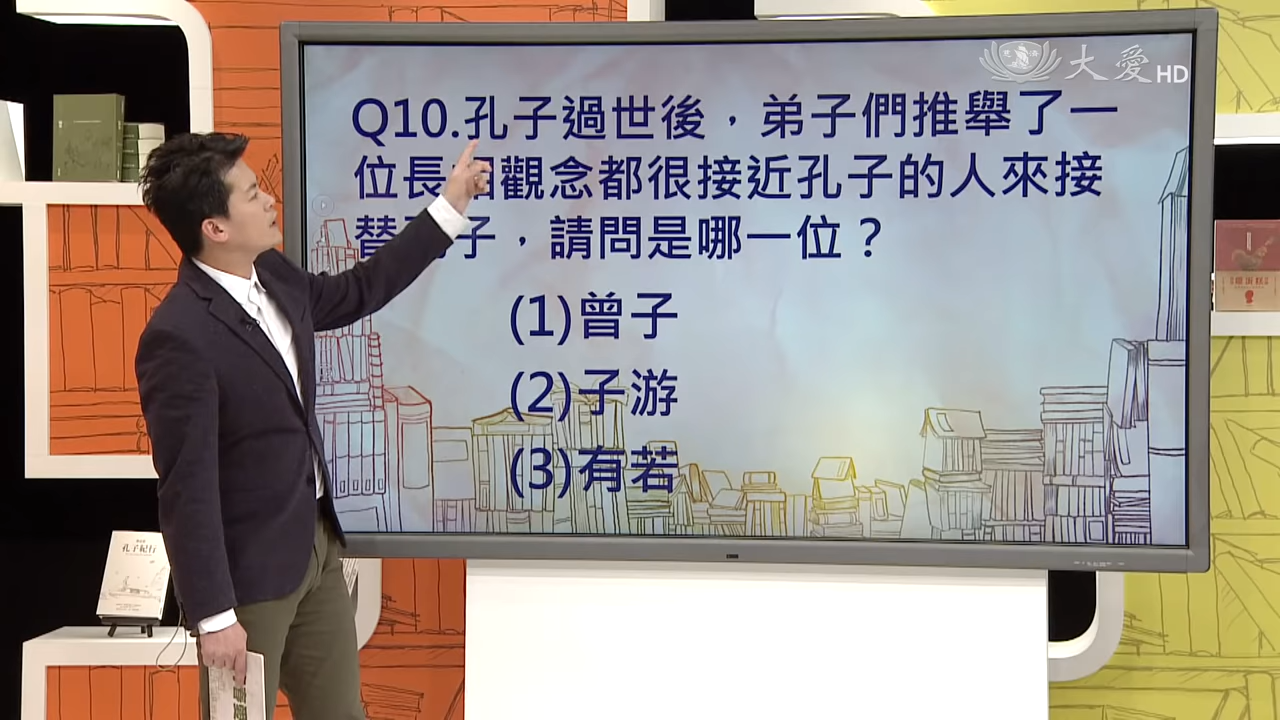 大愛HD
Q10.孔子過世後，弟子們推舉了一
位長相觀念都很接近孔子的人來接
替孔子，請問是哪一位？
(1)曾子
(2)子游
(3)有若
孔子紀行